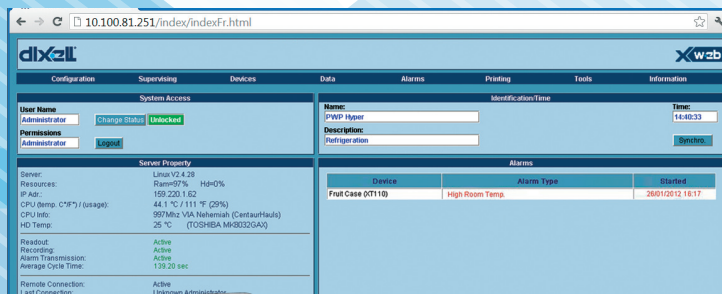 10.100.81.251/index/indexFr.html
dixell
Xweb
Configuration Supervising Devices Data Alarms Printing Tools Information
System Access
User Name
Administrator Change Status Unlocked
Permissions
Administrator Logout
Identification/Time
Name: Time:
PWP Hyper 14:40:33
Description:
Refrigeration Synchro.
Server Property
Server: Linux V2.4.28
Resources: Ram=97% Hd=0%
IP Adr.: 159.220.1.62
CPU (temp. C°/F°) / (usage): 44.1 °C / 111 °F (29%)
CPU Info: 997Mhz VIA Nehemiah (CentaurHauls)
HD Temp: 25 °C (TOSHIBA MK8032GAX)
Readout: Active
Recording: Active
Alarm Transmission: Active
Average Cycle Time: 139.20 sec
Remote Connection: Active
Last Connection: Unknown Administrator
Alarms
Device Alarm Type Started
Fruit Case (XT110) High Room Temp. 26/01/2012 16:17